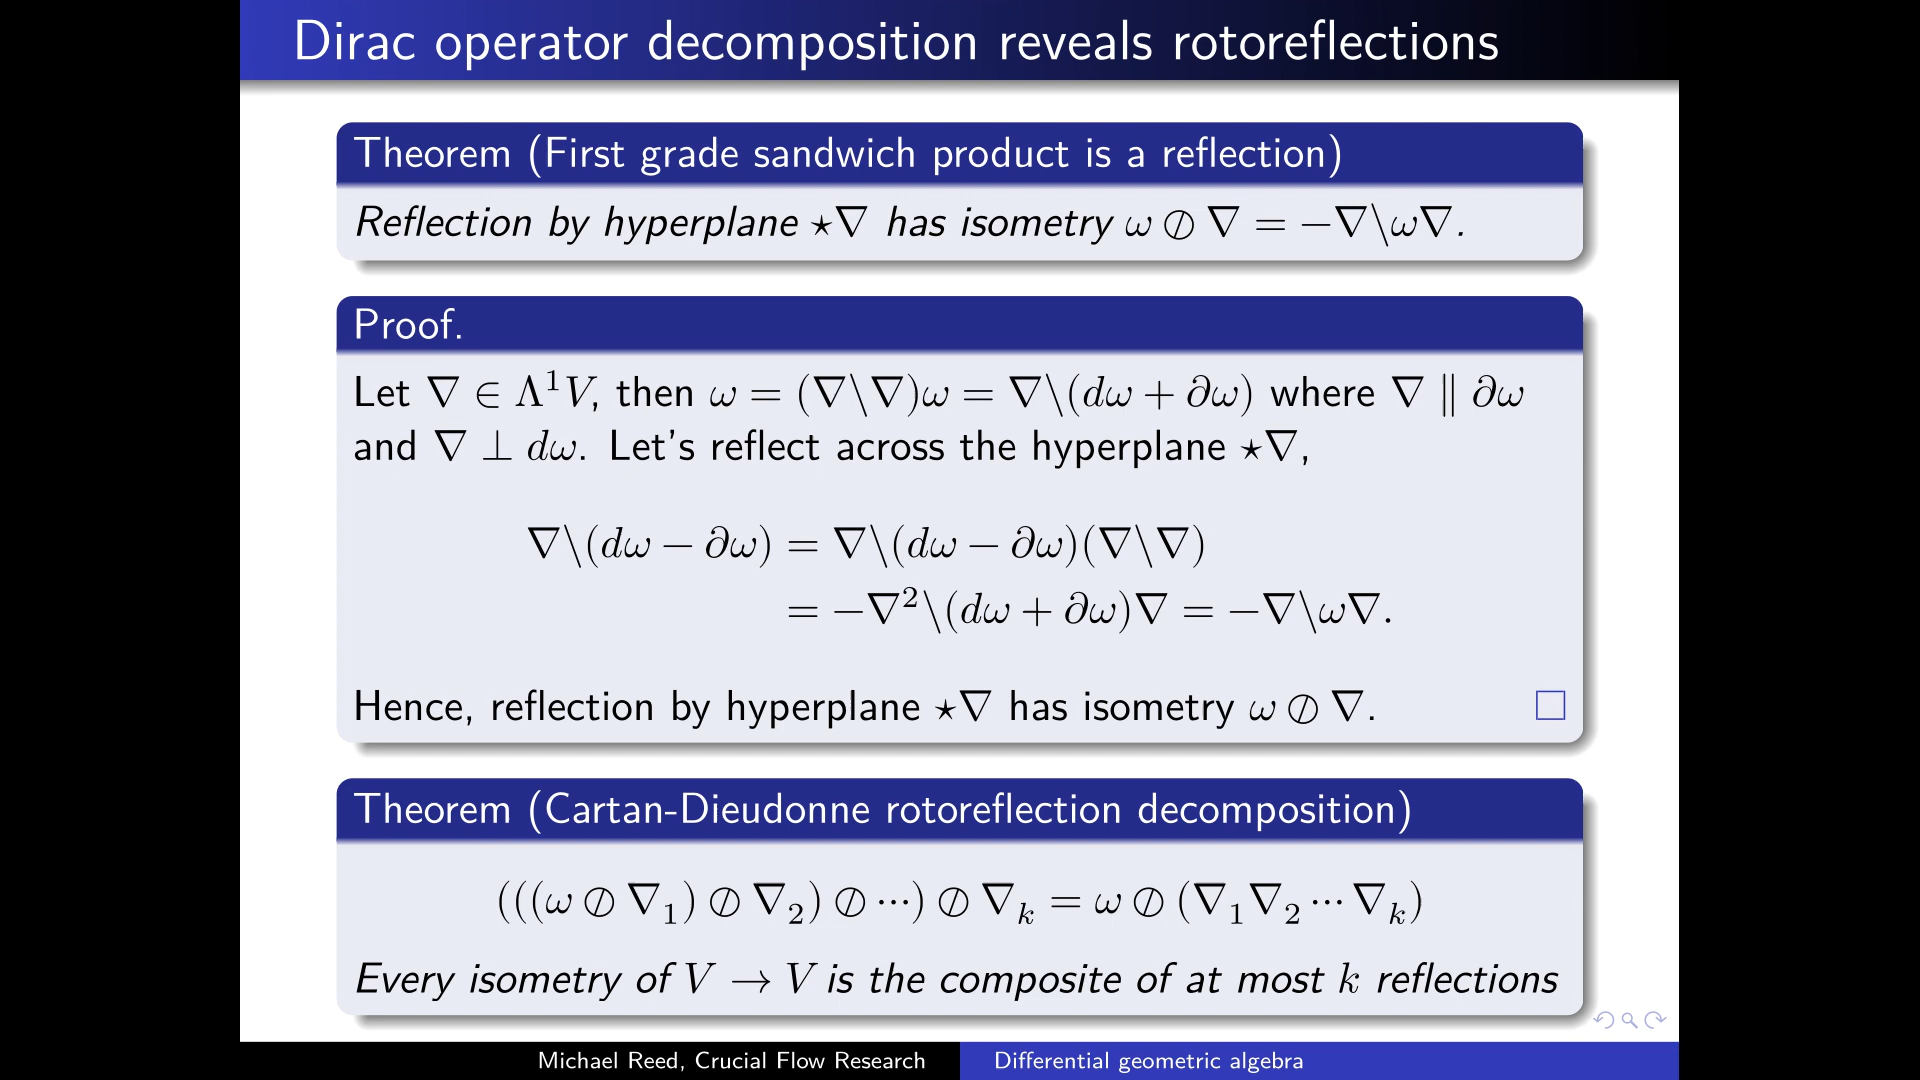 Dirac operator decomposition reveals rotoreflections
Theorem (First grade sandwich product is a reflection)
Reflection by hyperplane ⋆∇ has isometry ω ⊘ ∇ = −∇\ω∇.
Proof.
Let ∇ ∈ Λ¹V, then ω = (∇\∇)ω = ∇\(dω + ∂ω) where ∇ ∥ ∂ω
and ∇ ⊥ dω. Let's reflect across the hyperplane ⋆∇,
∇\(dω − ∂ω) = ∇\(dω − ∂ω)(∇\∇)
= −∇²\(dω + ∂ω)∇ = −∇\ω∇.
Hence, reflection by hyperplane ⋆∇ has isometry ω ⊘ ∇. □
Theorem (Cartan-Dieudonne rotoreflection decomposition)
(((ω ⊘ ∇₁) ⊘ ∇₂) ⊘ ⋯) ⊘ ∇ₖ = ω ⊘ (∇₁∇₂ ⋯ ∇ₖ)
Every isometry of V → V is the composite of at most k reflections
Michael Reed, Crucial Flow Research
Differential geometric algebra